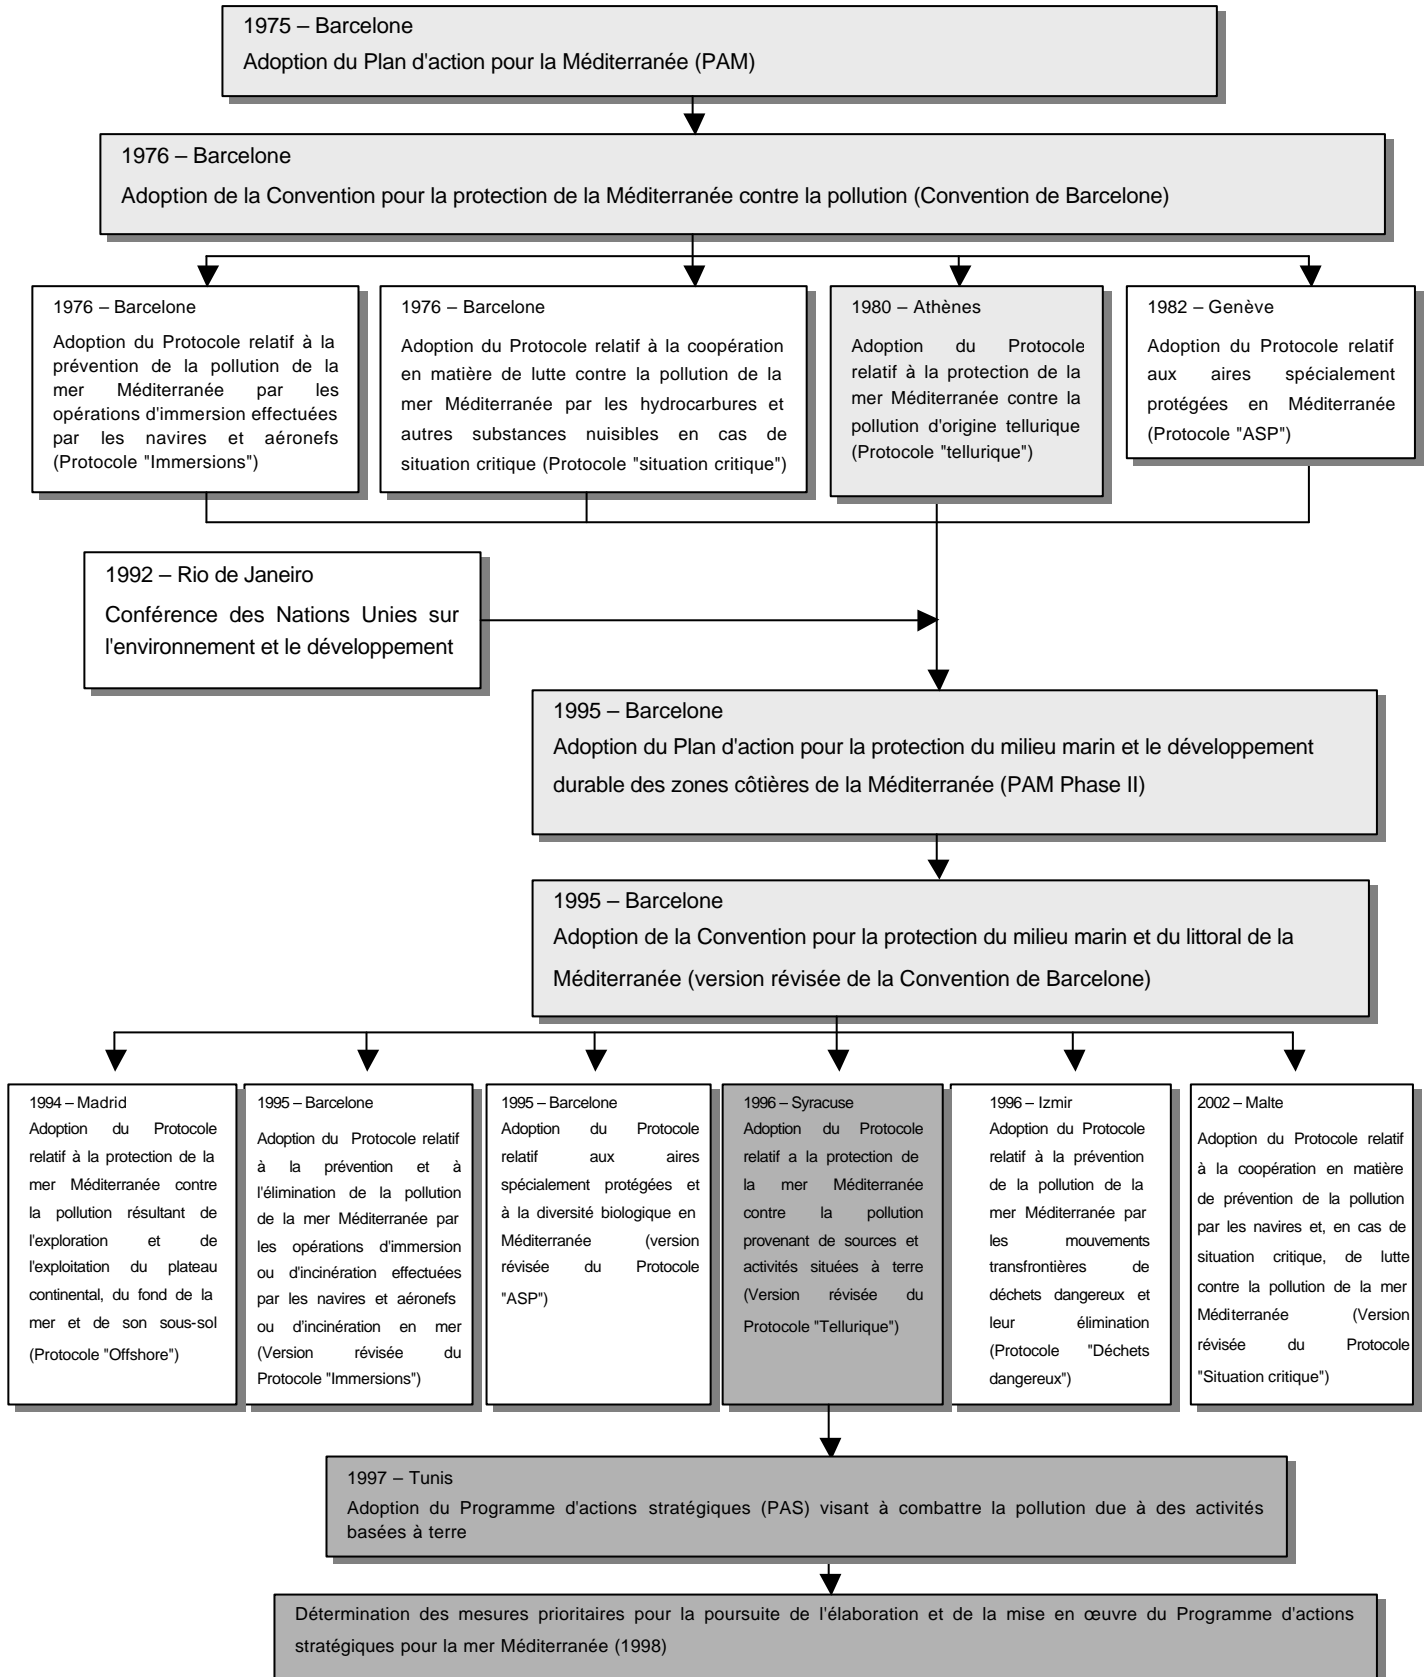 1975 – Barcelone
Adoption du Plan d'action pour la Méditerranée (PAM)
1976 – Barcelone
Adoption de la Convention pour la protection de la Méditerranée contre la pollution (Convention de Barcelone)
1976 – Barcelone
Adoption du Protocole relatif à la
prévention de la pollution de la
mer Méditerranée par les
opérations d'immersion effectuées
par les navires et aéronefs
(Protocole "Immersions")
1976 – Barcelone
Adoption du Protocole relatif à la coopération
en matière de lutte contre la pollution de la
mer Méditerranée par les hydrocarbures et
autres substances nuisibles en cas de
situation critique (Protocole "situation critique")
1980 – Athènes
Adoption du Protocole
relatif à la protection de la
mer Méditerranée contre la
pollution d'origine tellurique
(Protocole "tellurique")
1982 – Genève
Adoption du Protocole relatif
aux aires spécialement
protégées en Méditerranée
(Protocole "ASP")
1992 – Rio de Janeiro
Conférence des Nations Unies sur
l'environnement et le développement
1995 – Barcelone
Adoption du Plan d'action pour la protection du milieu marin et le développement
durable des zones côtières de la Méditerranée (PAM Phase II)
1995 – Barcelone
Adoption de la Convention pour la protection du milieu marin et du littoral de la
Méditerranée (version révisée de la Convention de Barcelone)
1994 – Madrid
Adoption du Protocole
relatif à la protection de la
mer Méditerranée contre
la pollution résultant de
l'exploration et de
l'exploitation du plateau
continental, du fond de la
mer et de son sous-sol
(Protocole "Offshore")
1995 – Barcelone
Adoption du Protocole relatif
à la prévention et à
l'élimination de la pollution
de la mer Méditerranée par
les opérations d'immersion
ou d'incinération effectuées
par les navires et aéronefs
ou d'incinération en mer
(Version révisée du
Protocole "Immersions")
1995 – Barcelone
Adoption du Protocole
relatif aux aires
spécialement protégées et
à la diversité biologique en
Méditerranée (version
révisée du Protocole
"ASP")
1996 – Syracuse
Adoption du Protocole
relatif a la protection de
la mer Méditerranée
contre la pollution
provenant de sources et
activités situées à terre
(Version révisée du
Protocole "Tellurique")
1996 – Izmir
Adoption du Protocole
relatif à la prévention
de la pollution de la
mer Méditerranée par
les mouvements
transfrontières de
déchets dangereux et
leur élimination
(Protocole "Déchets
dangereux")
2002 – Malte
Adoption du Protocole relatif
à la coopération en matière
de prévention de la pollution
par les navires et, en cas de
situation critique, de lutte
contre la pollution de la mer
Méditerranée (Version
révisée du Protocole
"Situation critique")
1997 – Tunis
Adoption du Programme d'actions stratégiques (PAS) visant à combattre la pollution due à des activités
basées à terre
Détermination des mesures prioritaires pour la poursuite de l'élaboration et de la mise en œuvre du Programme d'actions
stratégiques pour la mer Méditerranée (1998)